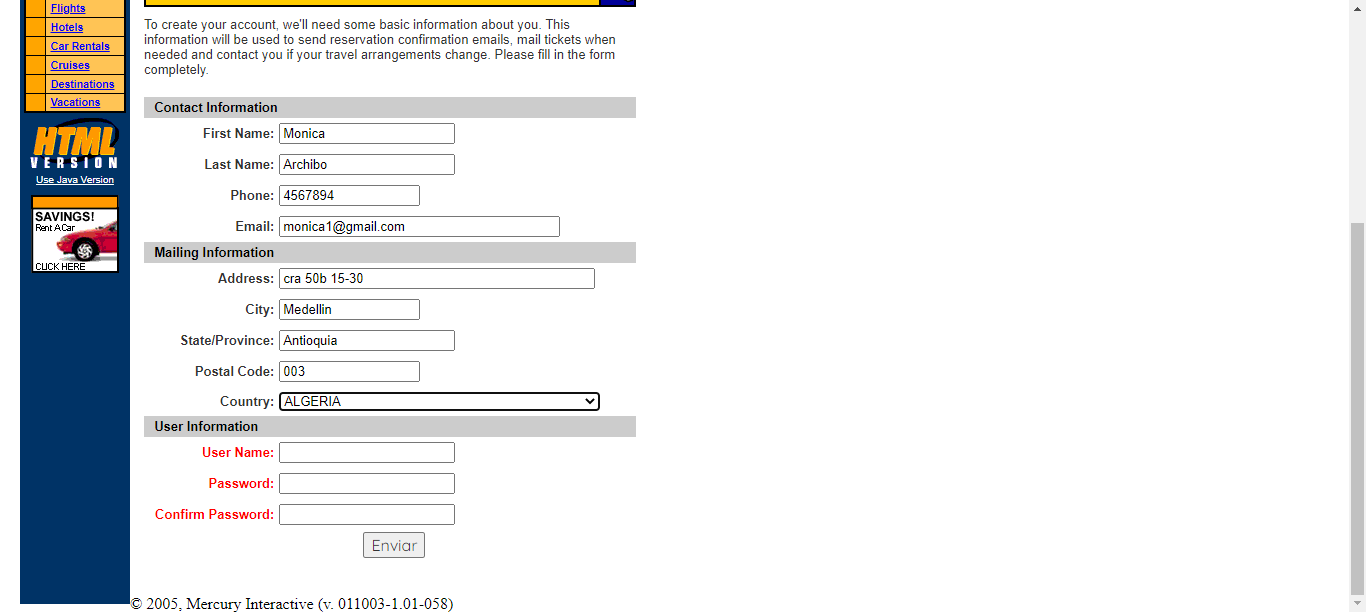 Flights
Hotels
Car Rentals
Cruises
Destinations
Vacations
HTML
VERSION
Use Java Version
SAVINGS!
Rent A Car
CLICK HERE
To create your account, we'll need some basic information about you. This
information will be used to send reservation confirmation emails, mail tickets when
needed and contact you if your travel arrangements change. Please fill in the form
completely.
Contact Information
First Name: Monica
Last Name: Archibo
Phone: 4567894
Email: monica1@gmail.com
Mailing Information
Address: cra 50b 15-30
City: Medellin
State/Province: Antioquia
Postal Code: 003
Country: ALGERIA
User Information
User Name:
Password:
Confirm Password:
Enviar
© 2005, Mercury Interactive (v. 011003-1.01-058)